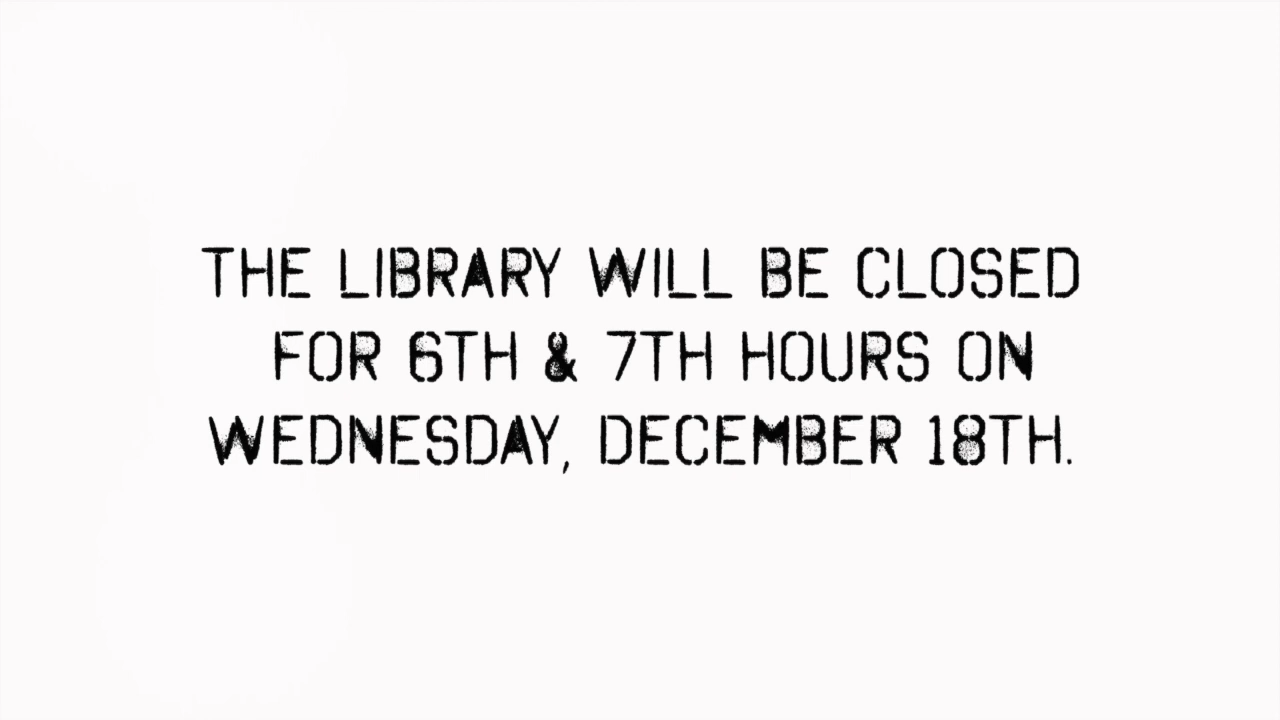 THE LIBRARY WILL BE CLOSED
FOR 6TH & 7TH HOURS ON
WEDNESDAY, DECEMBER 18TH.